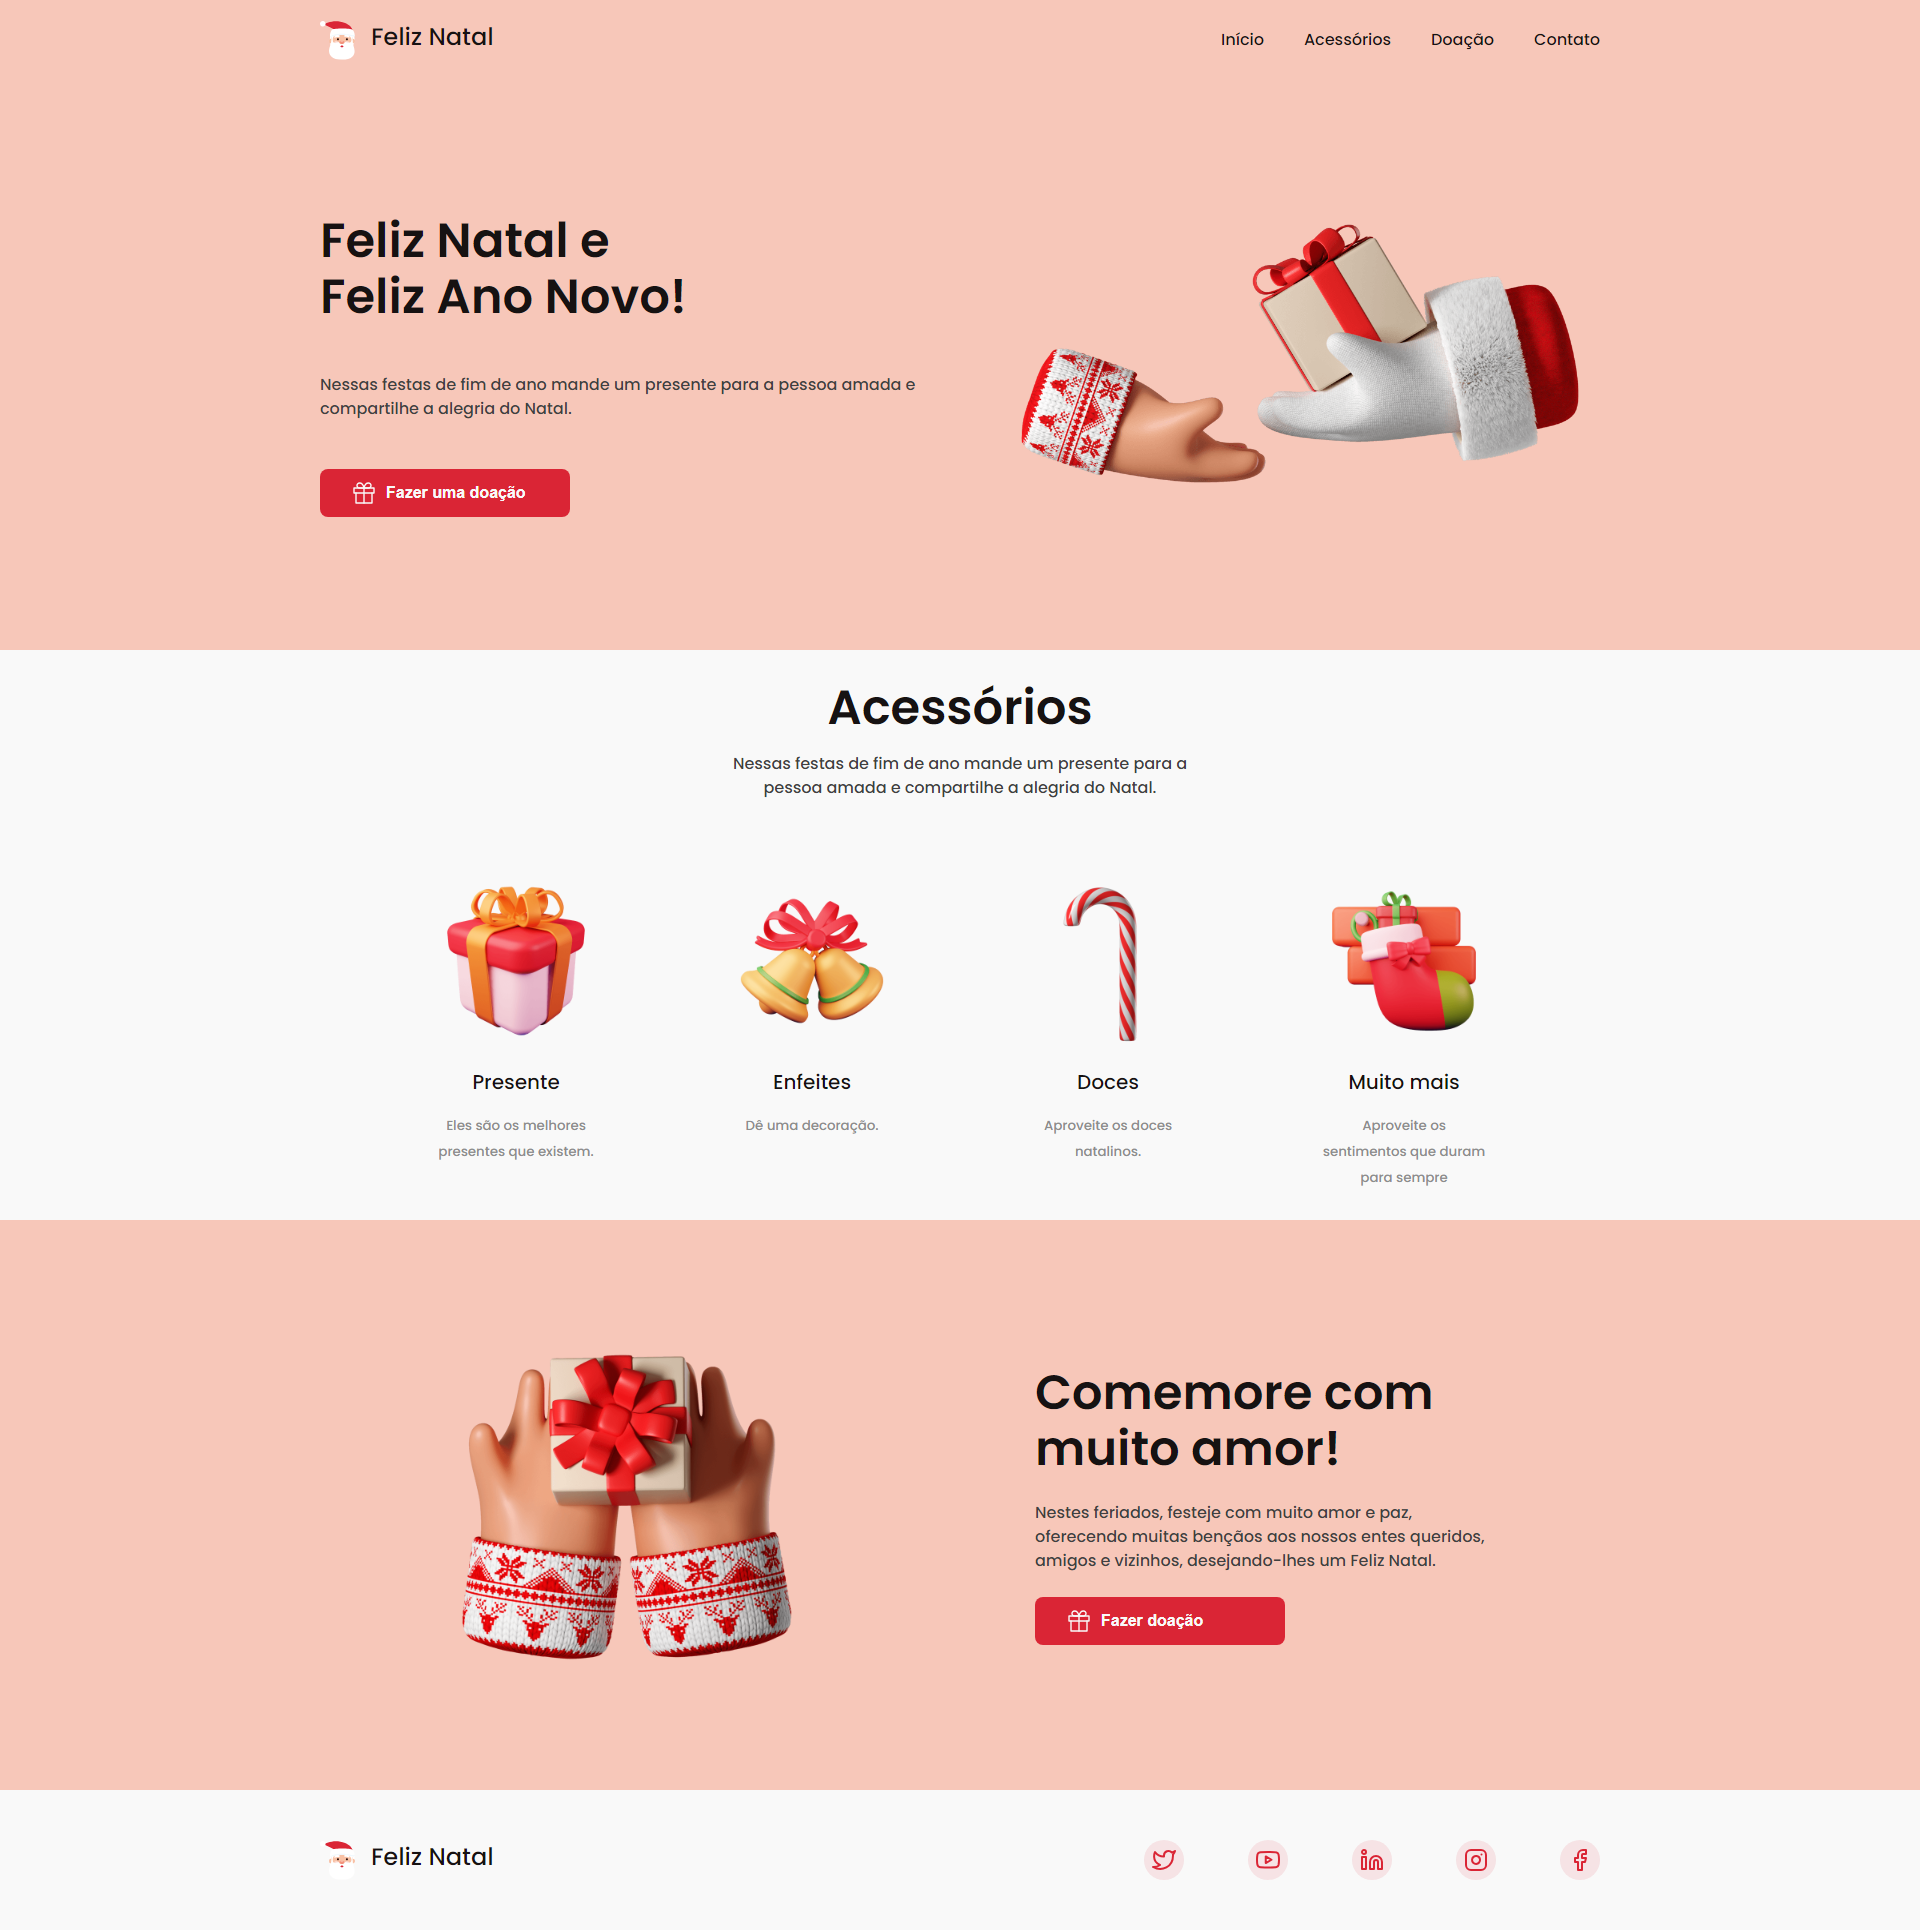 Feliz Natal
Início
Acessórios
Doação
Contato
Feliz Natal e
Feliz Ano Novo!
Nessas festas de fim de ano mande um presente para a pessoa amada e
compartilhe a alegria do Natal.
Fazer uma doação
Acessórios
Nessas festas de fim de ano mande um presente para a
pessoa amada e compartilhe a alegria do Natal.
Presente
Eles são os melhores
presentes que existem.
Enfeites
Dê uma decoração.
Doces
Aproveite os doces
natalinos.
Muito mais
Aproveite os
sentimentos que duram
para sempre
Comemore com
muito amor!
Nestes feriados, festeje com muito amor e paz,
oferecendo muitas bençãos aos nossos entes queridos,
amigos e vizinhos, desejando-lhes um Feliz Natal.
Fazer doação
Feliz Natal